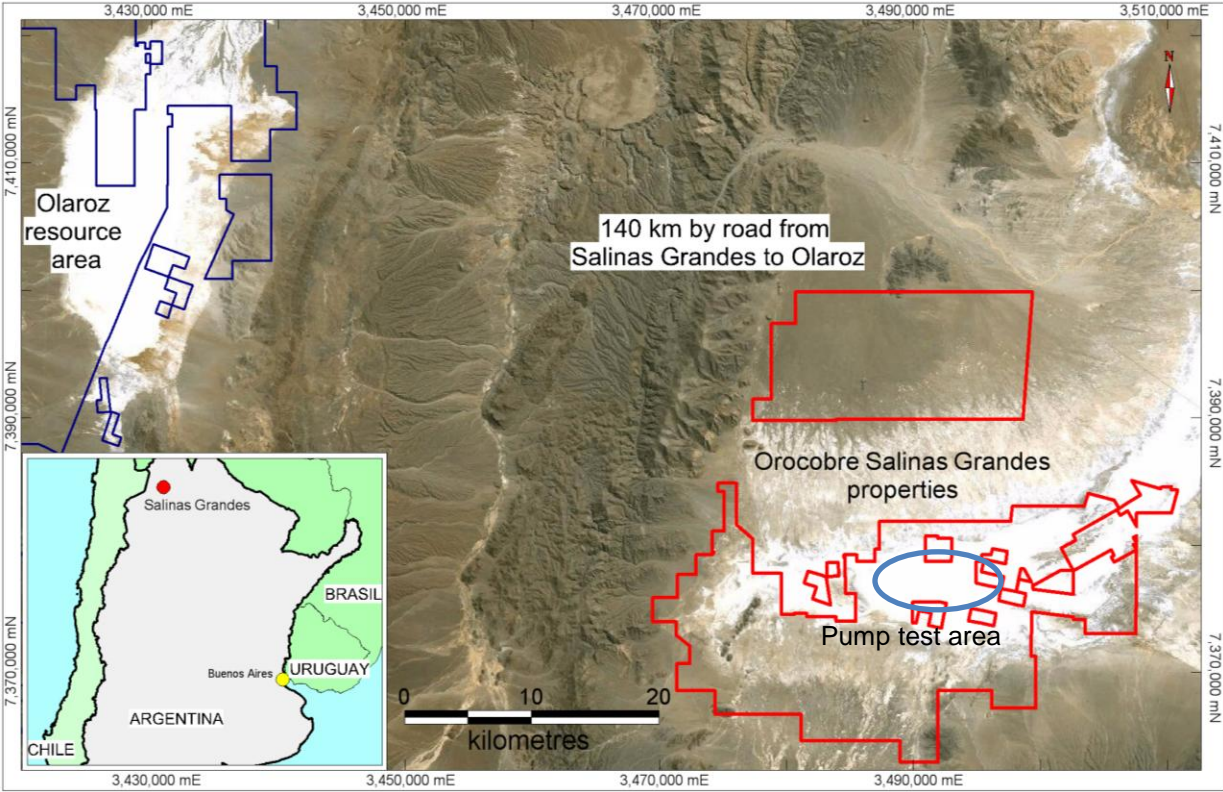 3,430,000 mE
3,450,000 mE
3,470,000 mE
3,490,000 mE
3,510,000 mE
N
7,410,000 mN
7,410,000 mN
Olaroz
resource
area
140 km by road from
Salinas Grandes to Olaroz
7,390,000 mN
7,390,000 mN
Orocobre Salinas Grandes
properties
Pump test area
7,370,000 mN
7,370,000 mN
Salinas Grandes
BRASIL
URUGUAY
Buenos Aires
ARGENTINA
CHILE
0
10
20
kilometres
3,430,000 mE
3,450,000 mE
3,470,000 mE
3,490,000 mE